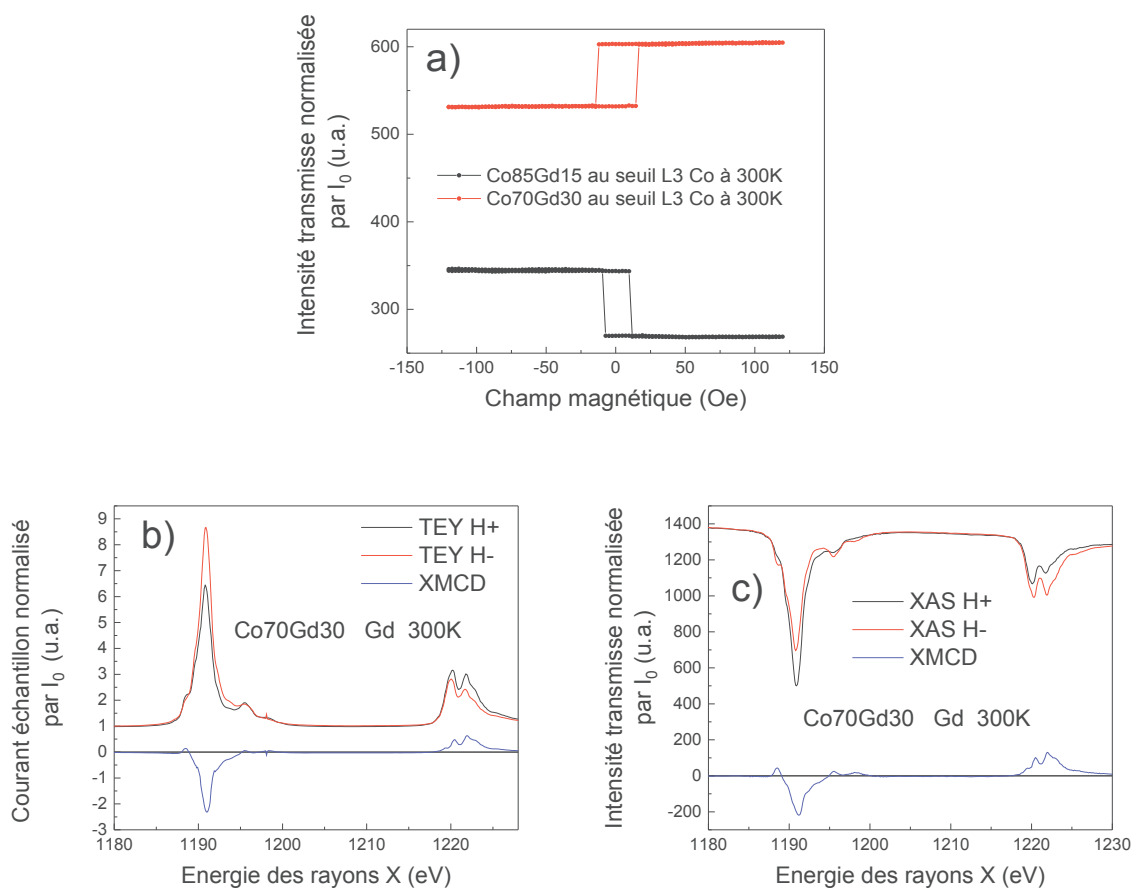 a)
Intensité transmisse normalisée
par I0 (u.a.)
600
500
400
300
Co85Gd15 au seuil L3 Co à 300K
Co70Gd30 au seuil L3 Co à 300K
-150 -100 -50 0 50 100 150
Champ magnétique (Oe)
b)
Courant échantillon normalisé
par I0 (u.a.)
9
8
7
6
5
4
3
2
1
0
-1
-2
-3
TEY H+
TEY H-
XMCD
Co70Gd30 Gd 300K
1180 1190 1200 1210 1220
Energie des rayons X (eV)
c)
Intensité transmisse normalisée
par I0 (u.a.)
1400
1200
1000
800
600
400
200
0
-200
XAS H+
XAS H-
XMCD
Co70Gd30 Gd 300K
1180 1190 1200 1210 1220 1230
Energie des rayons X (eV)